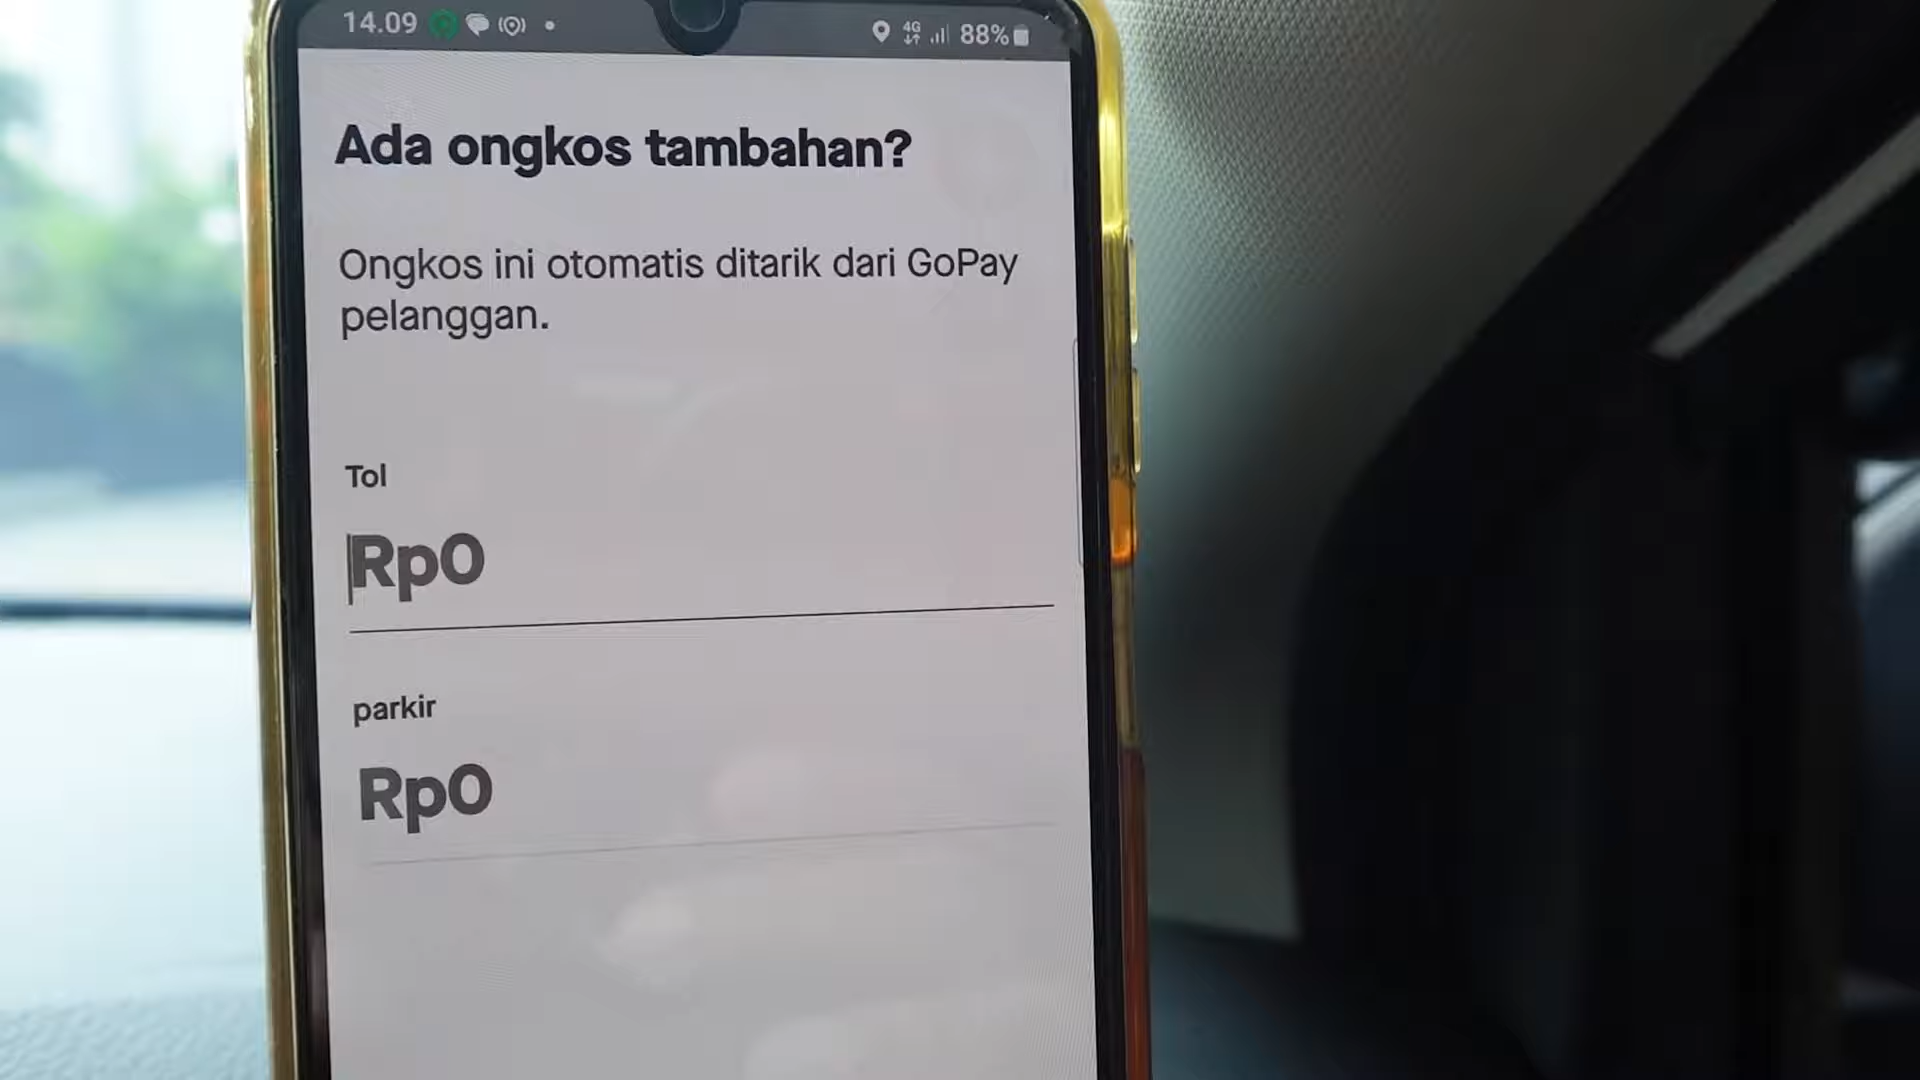 14.09
4G 88%
Ada ongkos tambahan?
Ongkos ini otomatis ditarik dari GoPay
pelanggan.
Tol
Rp0
parkir
Rp0